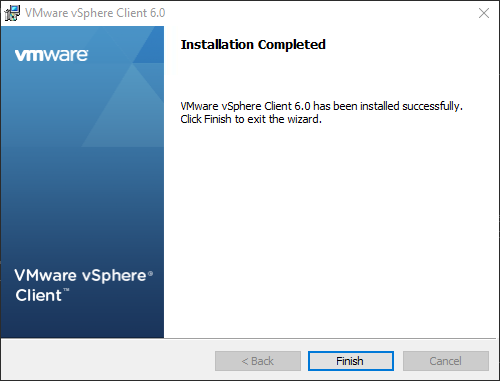 VMware vSphere Client 6.0
vmware
Installation Completed
VMware vSphere Client 6.0 has been installed successfully.
Click Finish to exit the wizard.
VMware vSphere®
Client™
< Back
Finish
Cancel